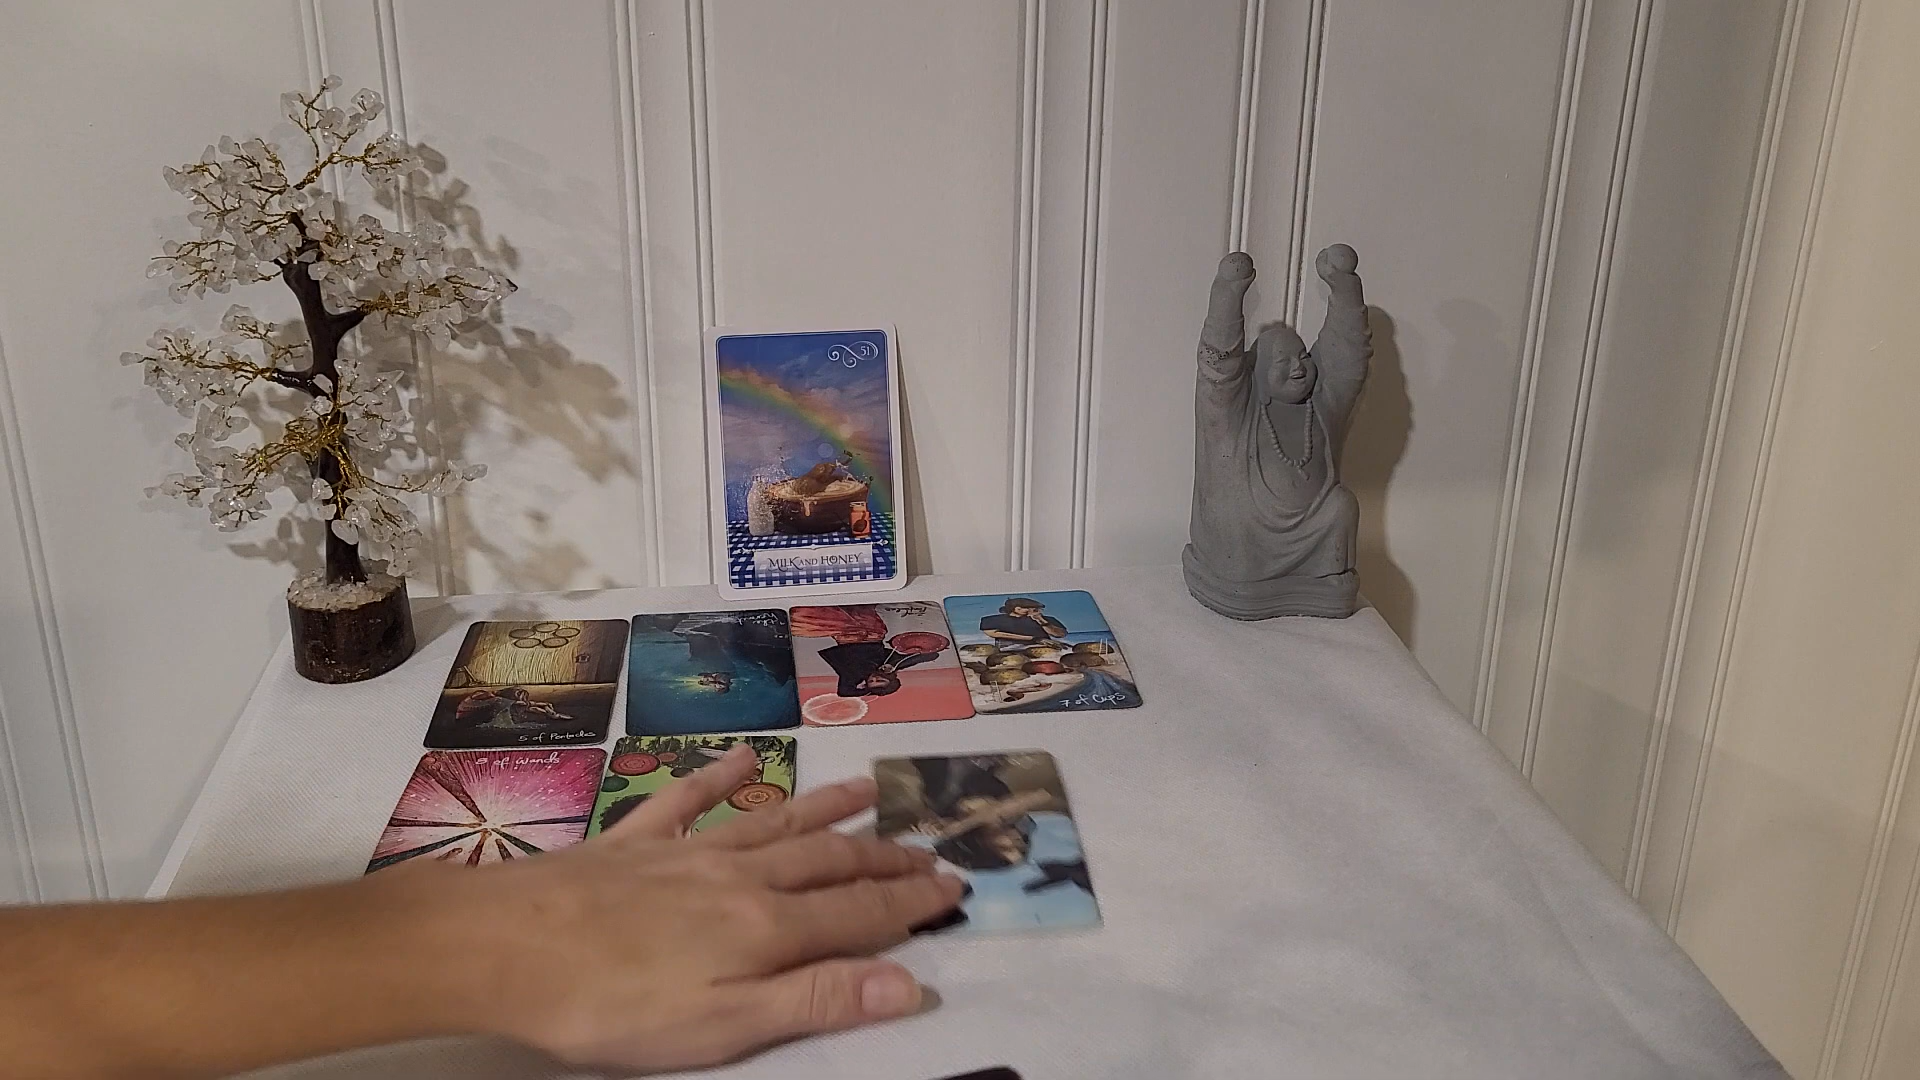 51
MILK AND HONEY
7 of Cups
5 of Pentacles
8 of Wands